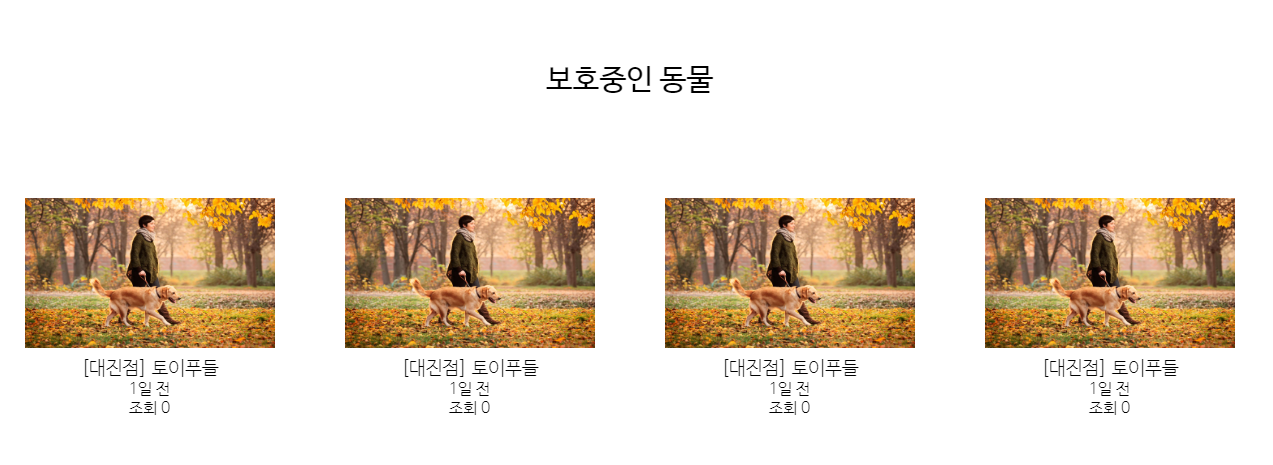 보호중인 동물
[대진점] 토이푸들
1일 전
조회 0
[대진점] 토이푸들
1일 전
조회 0
[대진점] 토이푸들
1일 전
조회 0
[대진점] 토이푸들
1일 전
조회 0